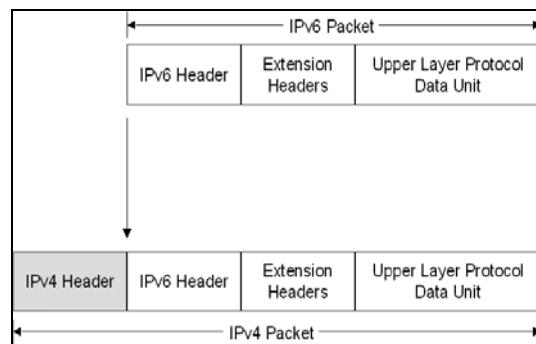 IPv6 Packet
IPv6 Header
Extension
Headers
Upper Layer Protocol
Data Unit
IPv4 Header
IPv6 Header
Extension
Headers
Upper Layer Protocol
Data Unit
IPv4 Packet